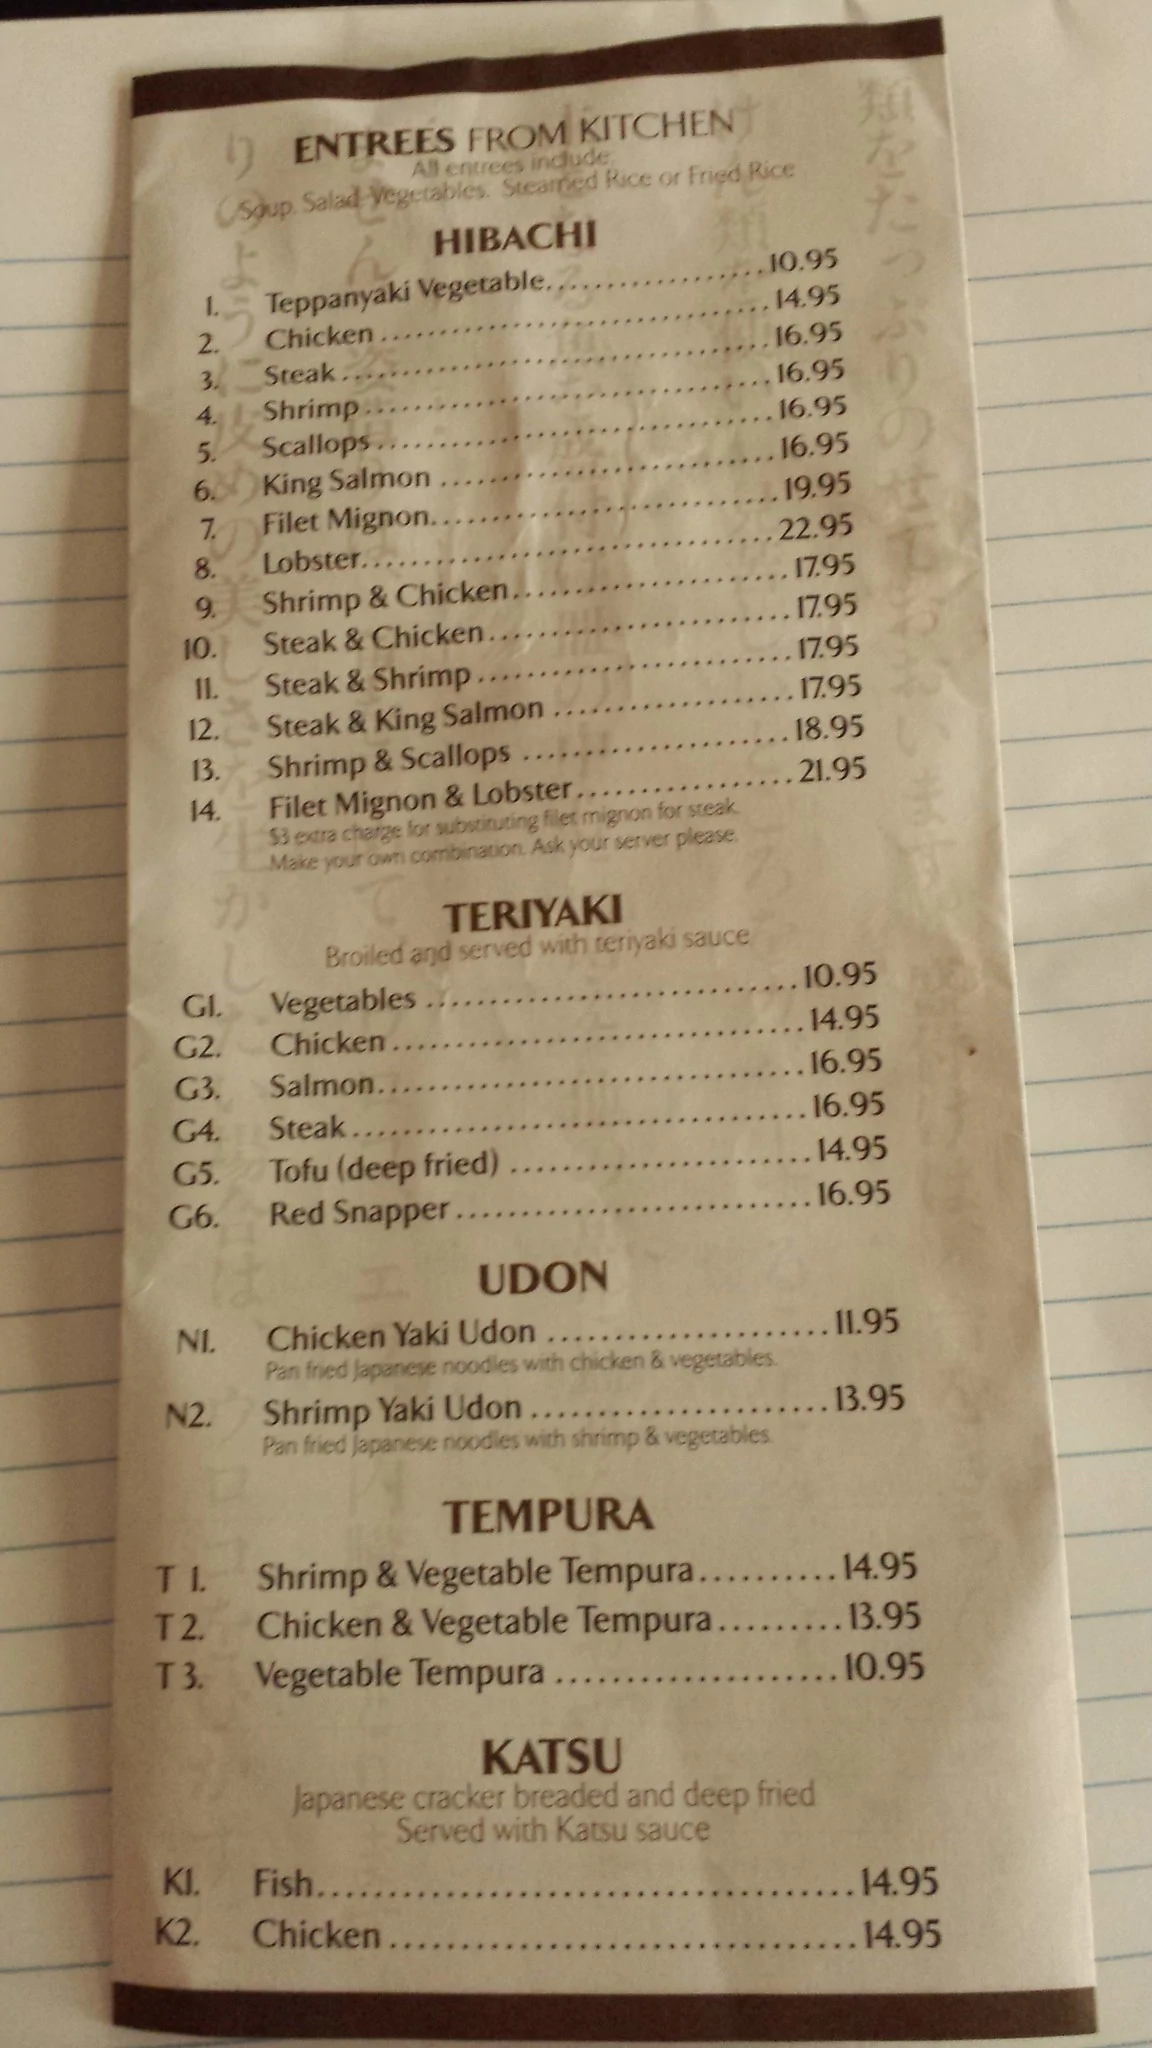 ENTREES FROM KITCHEN
All entrees include:
Soup, Salad, Vegetables, Steamed Rice or Fried Rice
HIBACHI
1. Teppanyaki Vegetable....................10.95
2. Chicken....................14.95
3. Steak....................16.95
4. Shrimp....................16.95
5. Scallops....................16.95
6. King Salmon....................16.95
7. Filet Mignon....................19.95
8. Lobster....................22.95
9. Shrimp & Chicken....................17.95
10. Steak & Chicken....................17.95
11. Steak & Shrimp....................17.95
12. Steak & King Salmon....................17.95
13. Shrimp & Scallops....................18.95
14. Filet Mignon & Lobster....................21.95
$3 extra charge for substituting filet mignon for steak.
Make your own combination. Ask your server please.
TERIYAKI
Broiled and served with teriyaki sauce
G1. Vegetables....................10.95
G2. Chicken....................14.95
G3. Salmon....................16.95
G4. Steak....................16.95
G5. Tofu (deep fried)....................14.95
G6. Red Snapper....................16.95
UDON
N1. Chicken Yaki Udon....................11.95
Pan fried Japanese noodles with chicken & vegetables.
N2. Shrimp Yaki Udon....................13.95
Pan fried Japanese noodles with shrimp & vegetables.
TEMPURA
T 1. Shrimp & Vegetable Tempura..........14.95
T 2. Chicken & Vegetable Tempura.........13.95
T 3. Vegetable Tempura....................10.95
KATSU
Japanese cracker breaded and deep fried
Served with Katsu sauce
K1. Fish....................14.95
K2. Chicken....................14.95